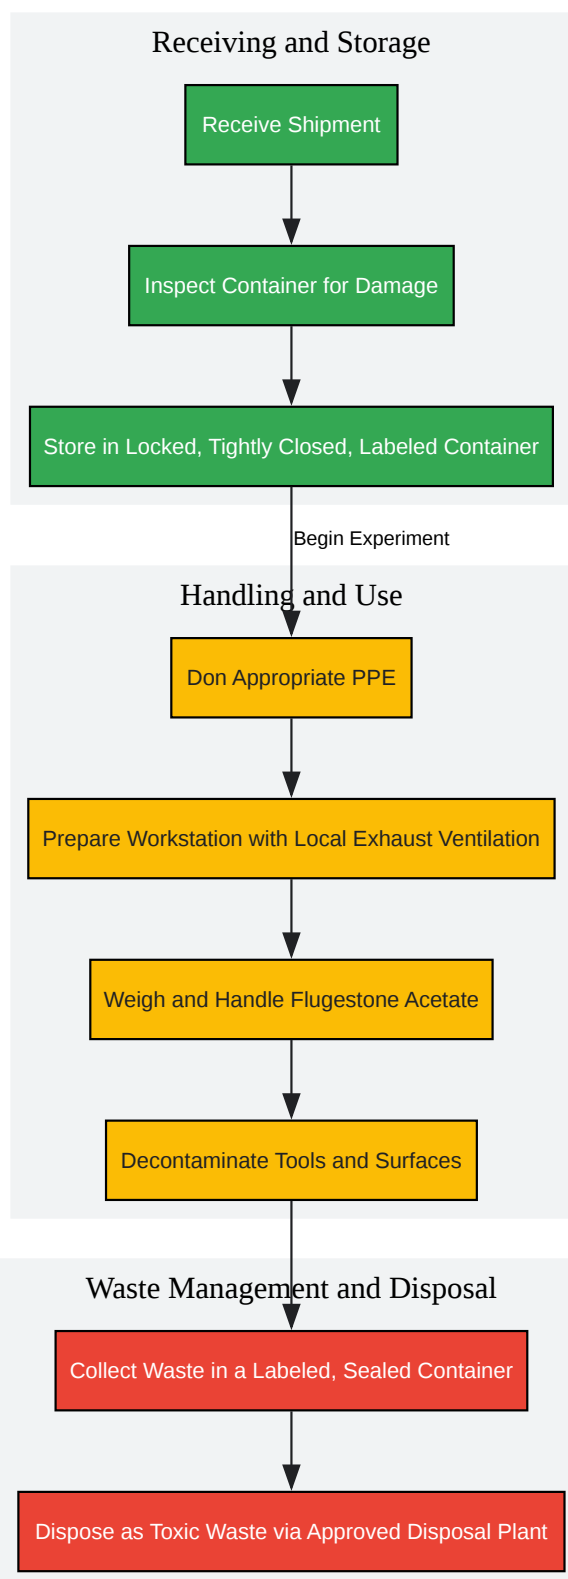 Receiving and Storage
Receive Shipment
Inspect Container for Damage
Store in Locked, Tightly Closed, Labeled Container
Begin Experiment
Handling and Use
Don Appropriate PPE
Prepare Workstation with Local Exhaust Ventilation
Weigh and Handle Flugestone Acetate
Decontaminate Tools and Surfaces
Waste Management and Disposal
Collect Waste in a Labeled, Sealed Container
Dispose as Toxic Waste via Approved Disposal Plant